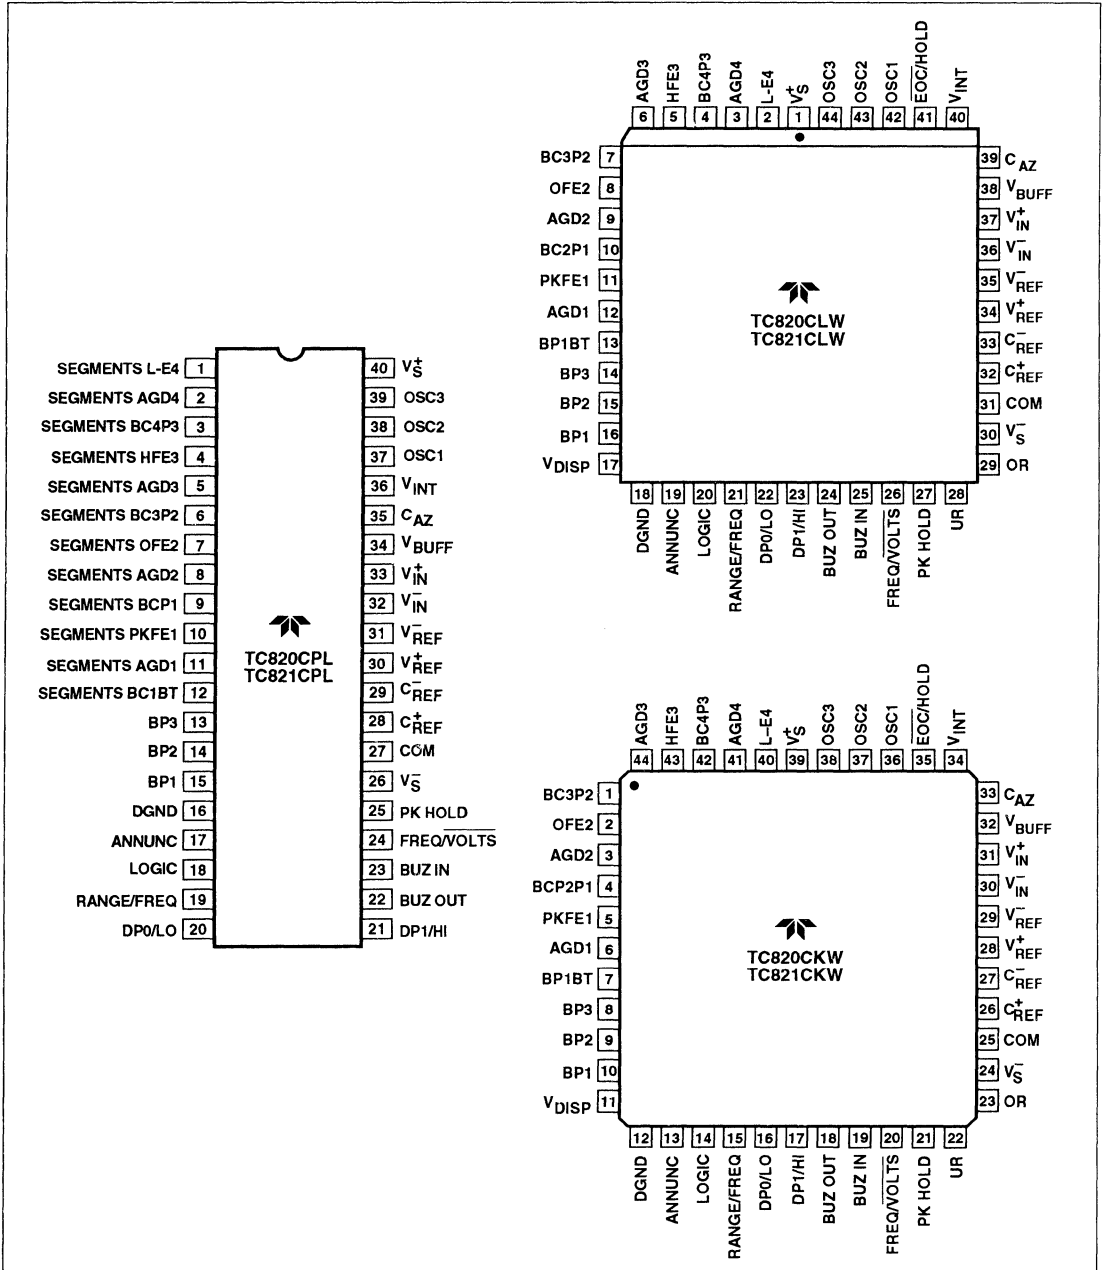 SEGMENTS L-E4 1
SEGMENTS AGD4 2
SEGMENTS BC4P3 3
SEGMENTS HFE3 4
SEGMENTS AGD3 5
SEGMENTS BC3P2 6
SEGMENTS OFE2 7
SEGMENTS AGD2 8
SEGMENTS BCP1 9
SEGMENTS PKFE1 10
SEGMENTS AGD1 11
SEGMENTS BC1BT 12
BP3 13
BP2 14
BP1 15
DGND 16
ANNUNC 17
LOGIC 18
RANGE/FREQ 19
DP0/LO 20
TC820CPL
TC821CPL
40 V+S
39 OSC3
38 OSC2
37 OSC1
36 VINT
35 CAZ
34 VBUFF
33 V+IN
32 V−IN
31 V−REF
30 V+REF
29 C−REF
28 C+REF
27 COM
26 V−S
25 PK HOLD
24 FREQ/VOLTS
23 BUZ IN
22 BUZ OUT
21 DP1/HI
AGD3 6
HFE3 5
BC4P3 4
AGD4 3
L-E4 2
V+S 1
OSC3 44
OSC2 43
OSC1 42
EOC/HOLD 41
VINT 40
BC3P2 7
OFE2 8
AGD2 9
BC2P1 10
PKFE1 11
AGD1 12
BP1BT 13
BP3 14
BP2 15
BP1 16
VDISP 17
TC820CLW
TC821CLW
39 CAZ
38 VBUFF
37 V+IN
36 V−IN
35 V−REF
34 V+REF
33 C−REF
32 C+REF
31 COM
30 V−S
29 OR
18 DGND
19 ANNUNC
20 LOGIC
21 RANGE/FREQ
22 DP0/LO
23 DP1/HI
24 BUZ OUT
25 BUZ IN
26 FREQ/VOLTS
27 PK HOLD
28 UR
AGD3 44
HFE3 43
BC4P3 42
AGD4 41
L–E4 40
V+S 39
OSC3 38
OSC2 37
OSC1 36
EOC/HOLD 35
VINT 34
BC3P2 1
OFE2 2
AGD2 3
BCP2P1 4
PKFE1 5
AGD1 6
BP1BT 7
BP3 8
BP2 9
BP1 10
VDISP 11
TC820CKW
TC821CKW
33 CAZ
32 VBUFF
31 V+IN
30 V−IN
29 V−REF
28 V+REF
27 C−REF
26 C+REF
25 COM
24 V−S
23 OR
12 DGND
13 ANNUNC
14 LOGIC
15 RANGE/FREQ
16 DP0/LO
17 DP1/HI
18 BUZ OUT
19 BUZ IN
20 FREQ/VOLTS
21 PK HOLD
22 UR